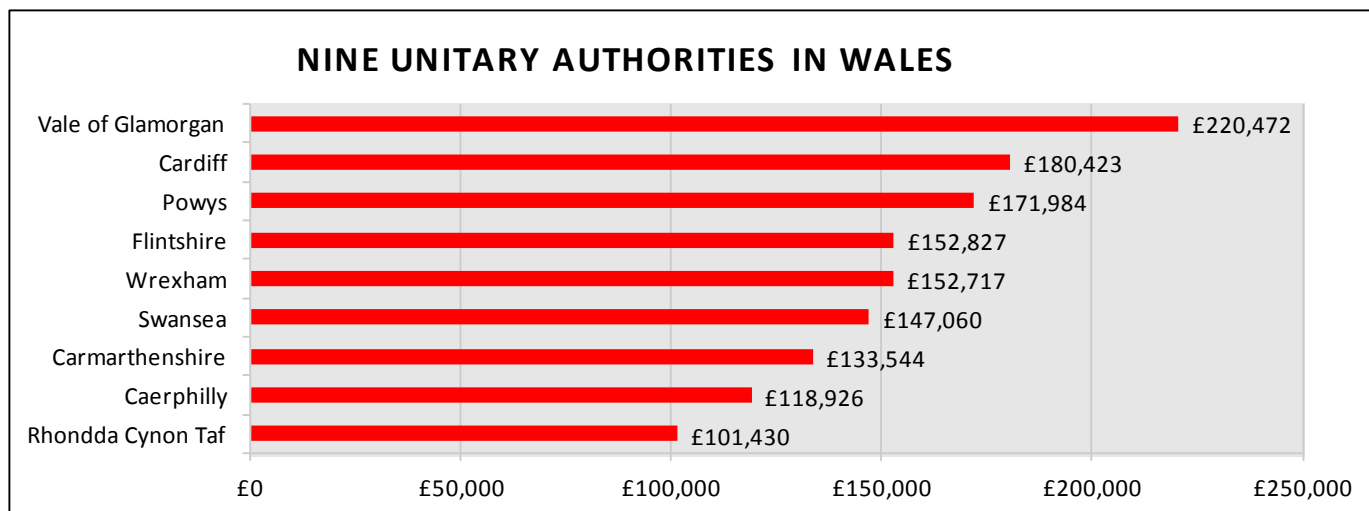 NINE UNITARY AUTHORITIES IN WALES
Vale of Glamorgan £220,472
Cardiff £180,423
Powys £171,984
Flintshire £152,827
Wrexham £152,717
Swansea £147,060
Carmarthenshire £133,544
Caerphilly £118,926
Rhondda Cynon Taf £101,430
£0 £50,000 £100,000 £150,000 £200,000 £250,000